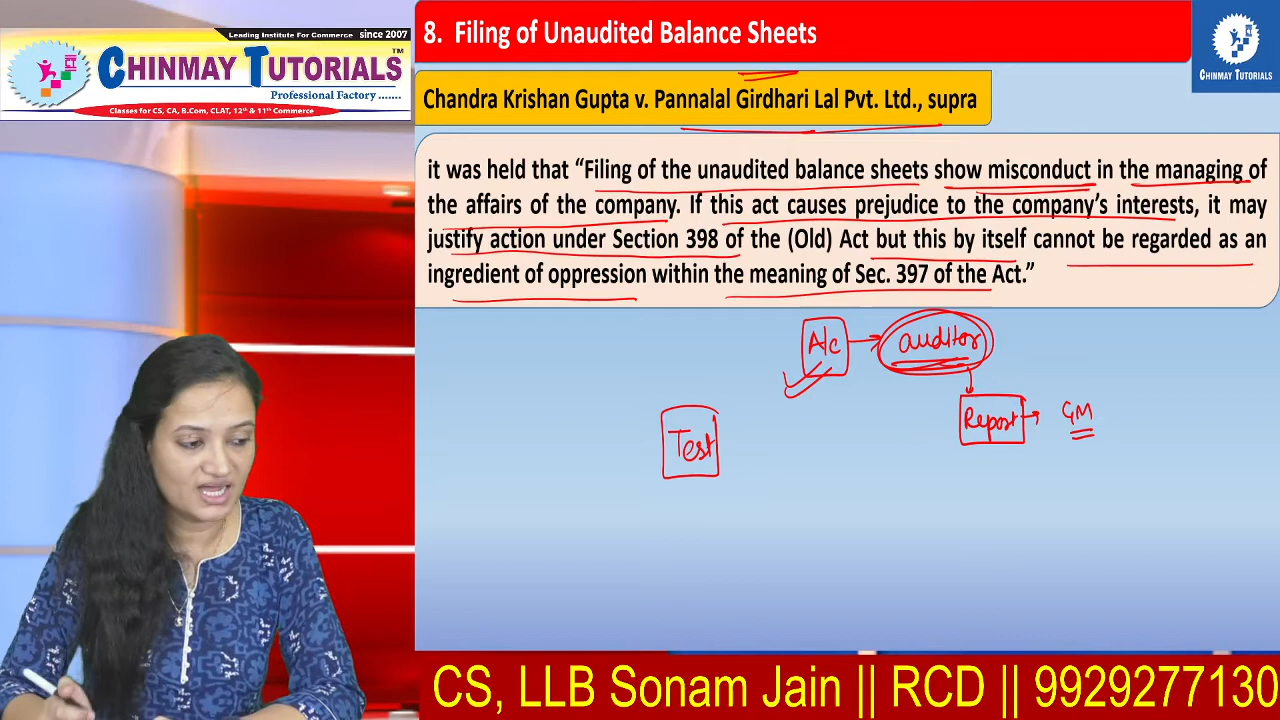 Leading Institute For Commerce since 2007
CHINMAY TUTORIALS™
Professional Factory .......
Classes for CS, CA, B.Com, CLAT, 12th & 11th Commerce
8. Filing of Unaudited Balance Sheets
CHINMAY TUTORIALS
Chandra Krishan Gupta v. Pannalal Girdhari Lal Pvt. Ltd., supra
it was held that “Filing of the unaudited balance sheets show misconduct in the managing of
the affairs of the company. If this act causes prejudice to the company’s interests, it may
justify action under Section 398 of the (Old) Act but this by itself cannot be regarded as an
ingredient of oppression within the meaning of Sec. 397 of the Act.”
A/c auditor
Report GM
Test
CS, LLB Sonam Jain || RCD || 9929277130